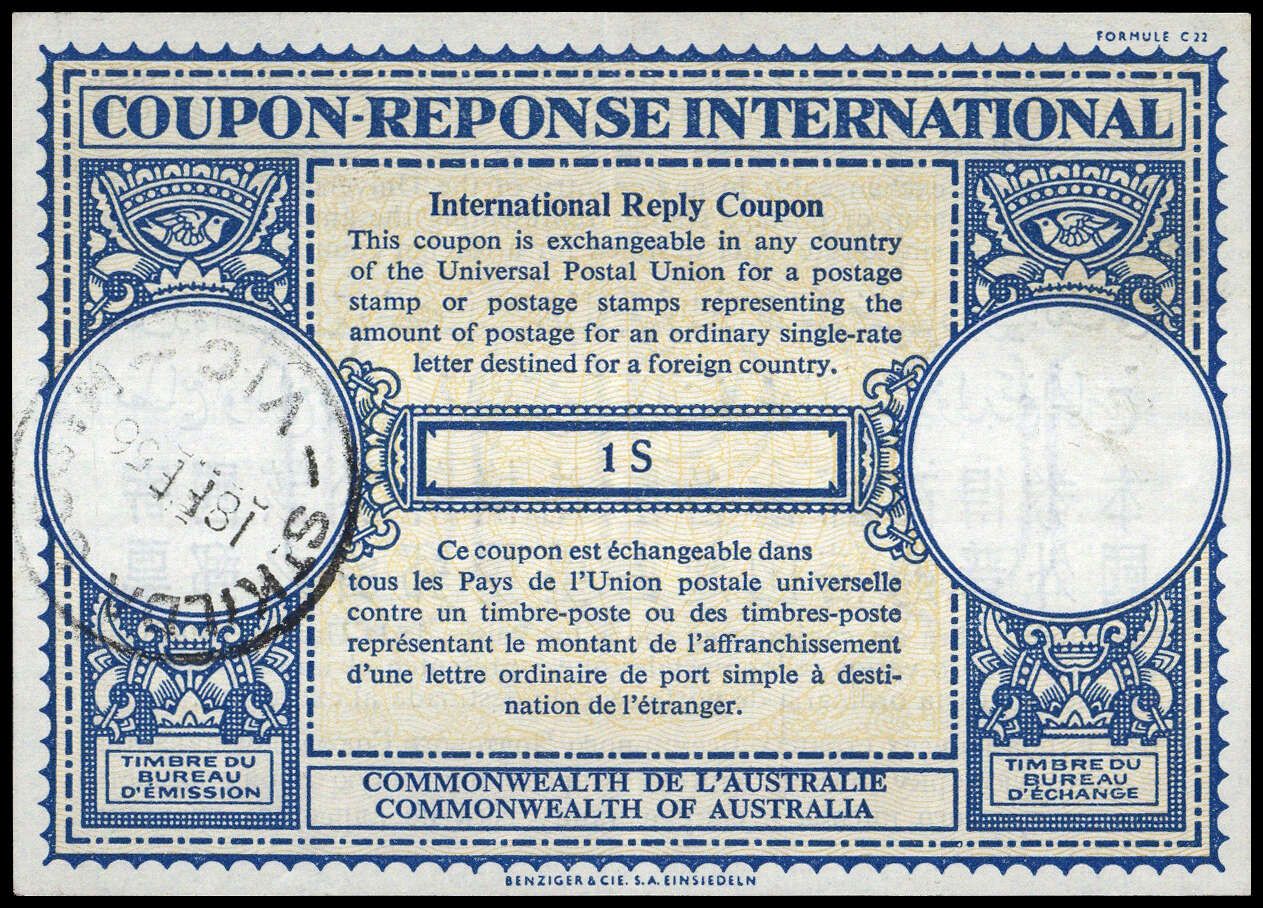 FORMULE C 22
COUPON-REPONSE INTERNATIONAL
International Reply Coupon
This coupon is exchangeable in any country
of the Universal Postal Union for a postage
stamp or postage stamps representing the
amount of postage for an ordinary single-rate
letter destined for a foreign country.
1 S
Ce coupon est échangeable dans
tous les Pays de l'Union postale universelle
contre un timbre-poste ou des timbres-poste
représentant le montant de l'affranchissement
d'une lettre ordinaire de port simple à desti-
nation de l'étranger.
ST KILDA
VIC
18 FE 56
TIMBRE DU
BUREAU
D'ÉMISSION
TIMBRE DU
BUREAU
D'ÉCHANGE
COMMONWEALTH DE L'AUSTRALIE
COMMONWEALTH OF AUSTRALIA
BENZIGER & CIE. S.A. EINSIEDELN